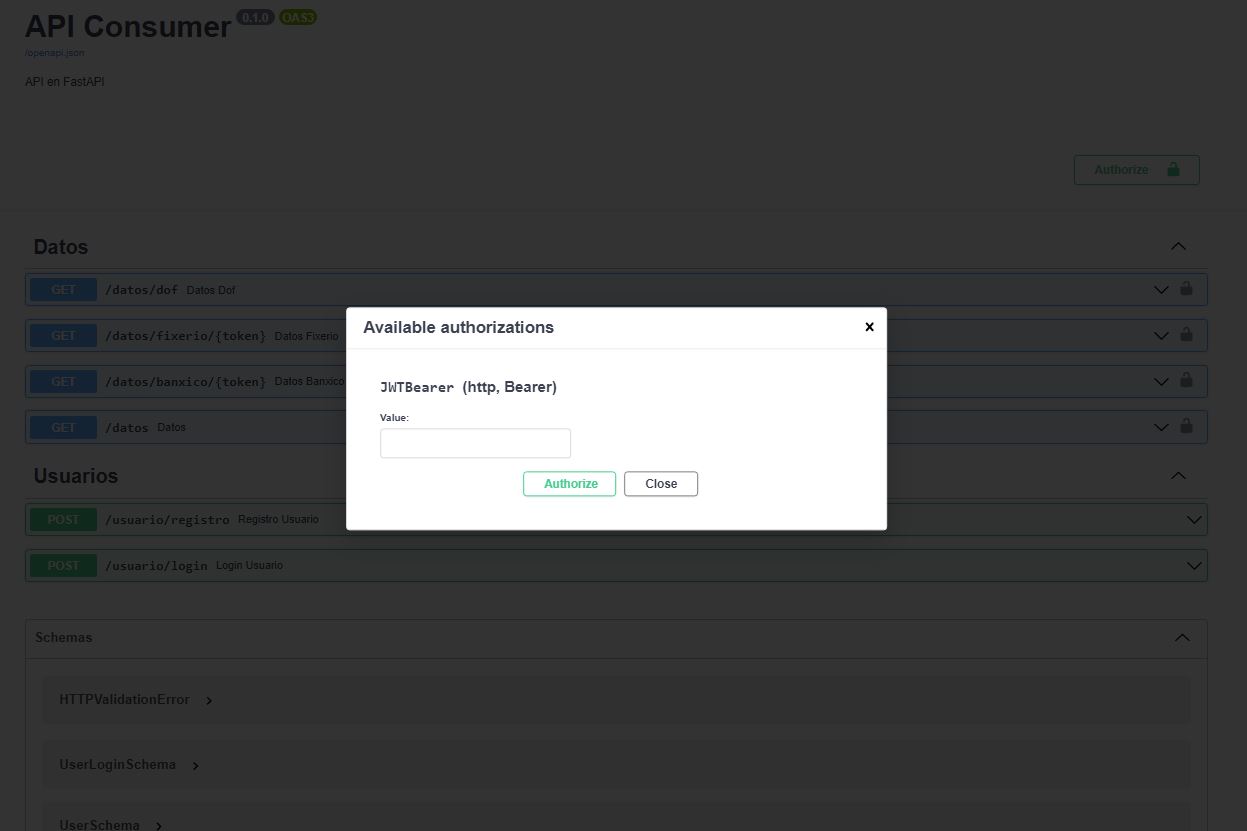 API Consumer 0.1.0 OAS3
/openapi.json
API en FastAPI
Authorize
Datos
GET /datos/dof Datos Dof
GET /datos/fixerio/{token} Datos Fixerio
GET /datos/banxico/{token} Datos Banxico
GET /datos Datos
Available authorizations ×
JWTBearer (http, Bearer)
Value:
Authorize Close
Usuarios
POST /usuario/registro Registro Usuario
POST /usuario/login Login Usuario
Schemas
HTTPValidationError
UserLoginSchema
UserSchema